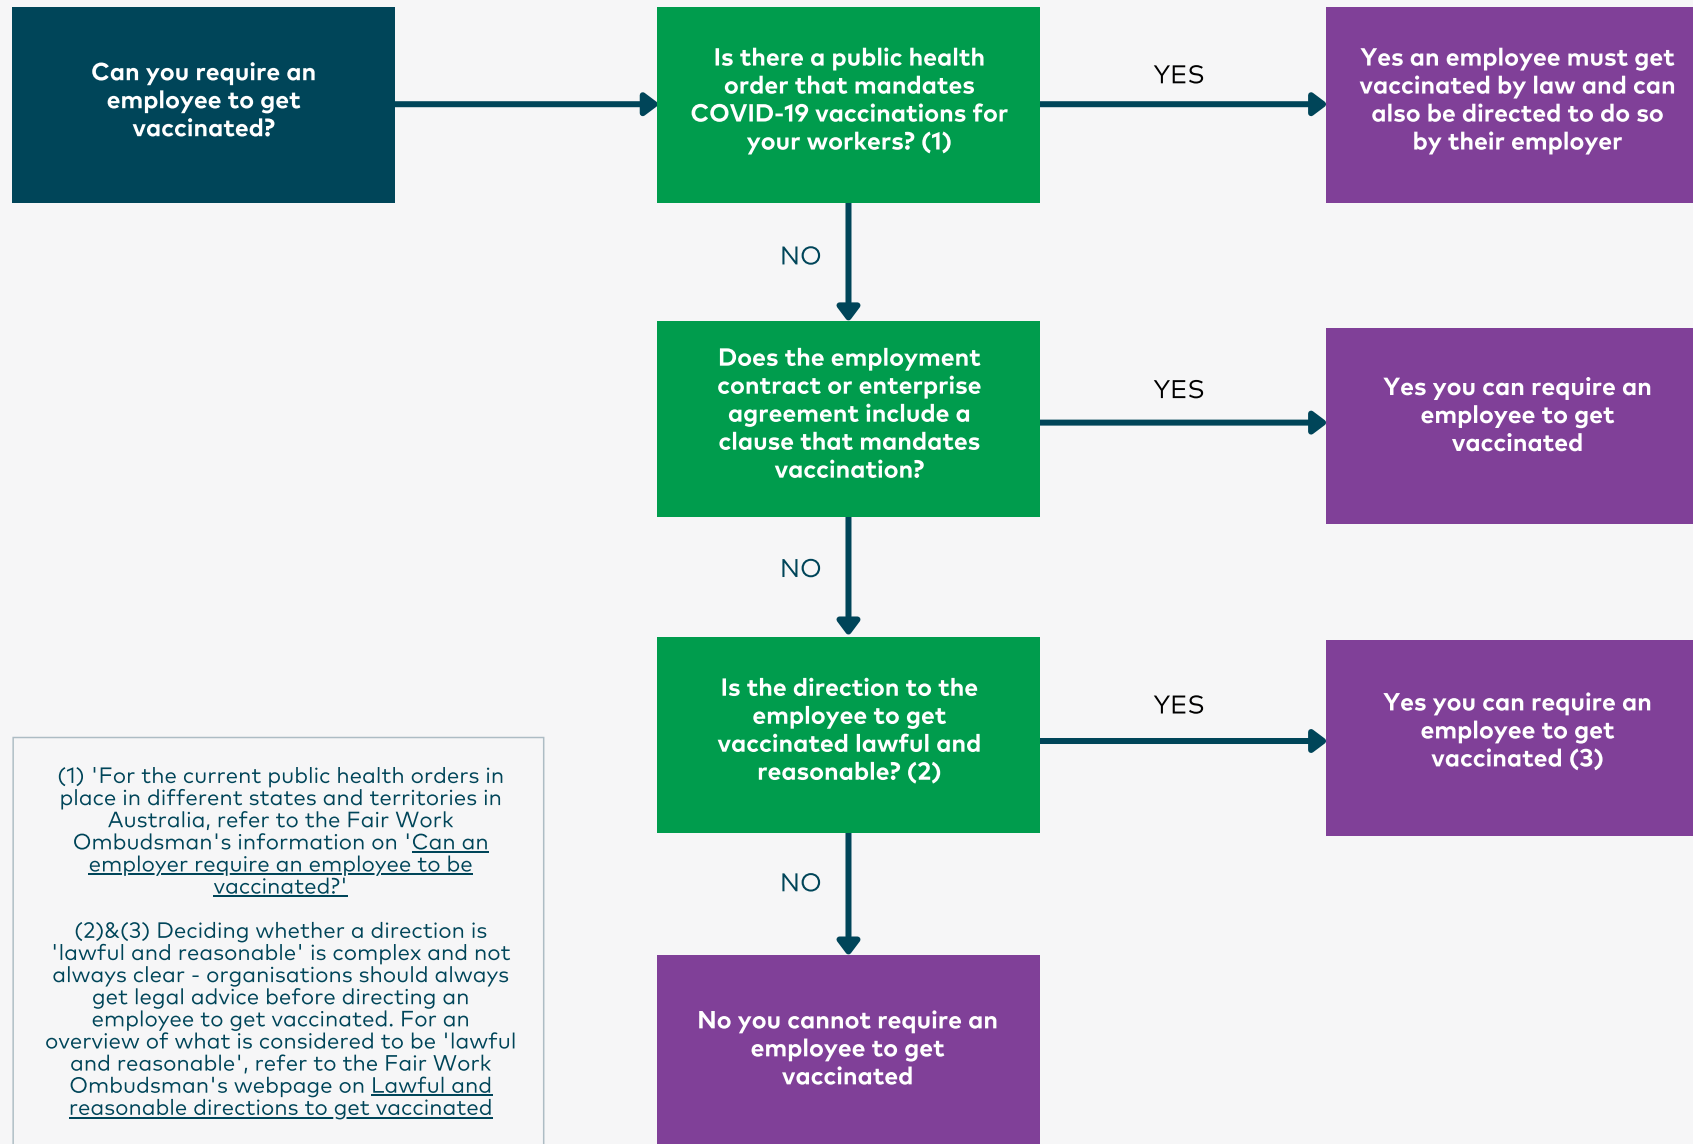 Can you require an
employee to get
vaccinated?
Is there a public health
order that mandates
COVID-19 vaccinations for
your workers? (1)
YES
Yes an employee must get
vaccinated by law and can
also be directed to do so
by their employer
NO
Does the employment
contract or enterprise
agreement include a
clause that mandates
vaccination?
YES
Yes you can require an
employee to get
vaccinated
NO
Is the direction to the
employee to get
vaccinated lawful and
reasonable? (2)
YES
Yes you can require an
employee to get
vaccinated (3)
NO
No you cannot require an
employee to get
vaccinated
(1) 'For the current public health orders in
place in different states and territories in
Australia, refer to the Fair Work
Ombudsman's information on 'Can an
employer require an employee to be
vaccinated?'
(2)&(3) Deciding whether a direction is
'lawful and reasonable' is complex and not
always clear - organisations should always
get legal advice before directing an
employee to get vaccinated. For an
overview of what is considered to be 'lawful
and reasonable', refer to the Fair Work
Ombudsman's webpage on Lawful and
reasonable directions to get vaccinated